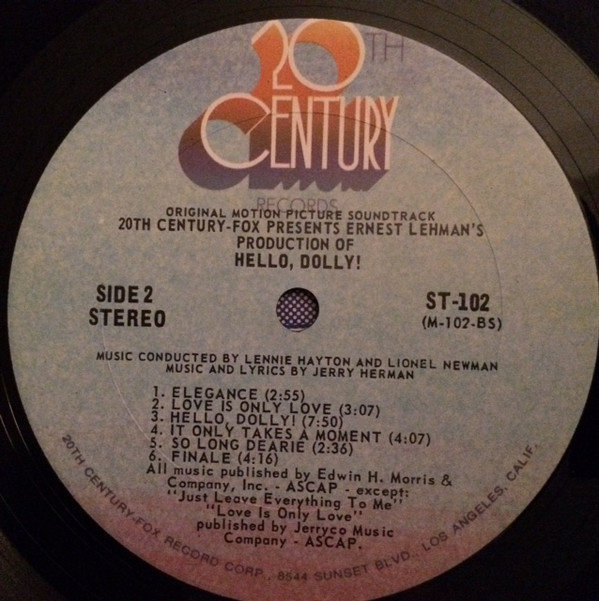 20TH
CENTURY
RECORDS
ORIGINAL MOTION PICTURE SOUNDTRACK
20TH CENTURY-FOX PRESENTS ERNEST LEHMAN'S
PRODUCTION OF
HELLO, DOLLY!
SIDE 2
STEREO
ST-102
(M-102-BS)
MUSIC CONDUCTED BY LENNIE HAYTON AND LIONEL NEWMAN
MUSIC AND LYRICS BY JERRY HERMAN
1. ELEGANCE (2:55)
2. LOVE IS ONLY LOVE (3:07)
3. HELLO, DOLLY! (7:50)
4. IT ONLY TAKES A MOMENT (4:07)
5. SO LONG DEARIE (2:36)
6. FINALE (4:16)
All music published by Edwin H. Morris &
Company, Inc. - ASCAP - except:
"Just Leave Everything To Me"
"Love Is Only Love"
published by Jerryco Music
Company - ASCAP.
20TH CENTURY-FOX RECORD CORP., 8544 SUNSET BLVD., LOS ANGELES, CALIF.